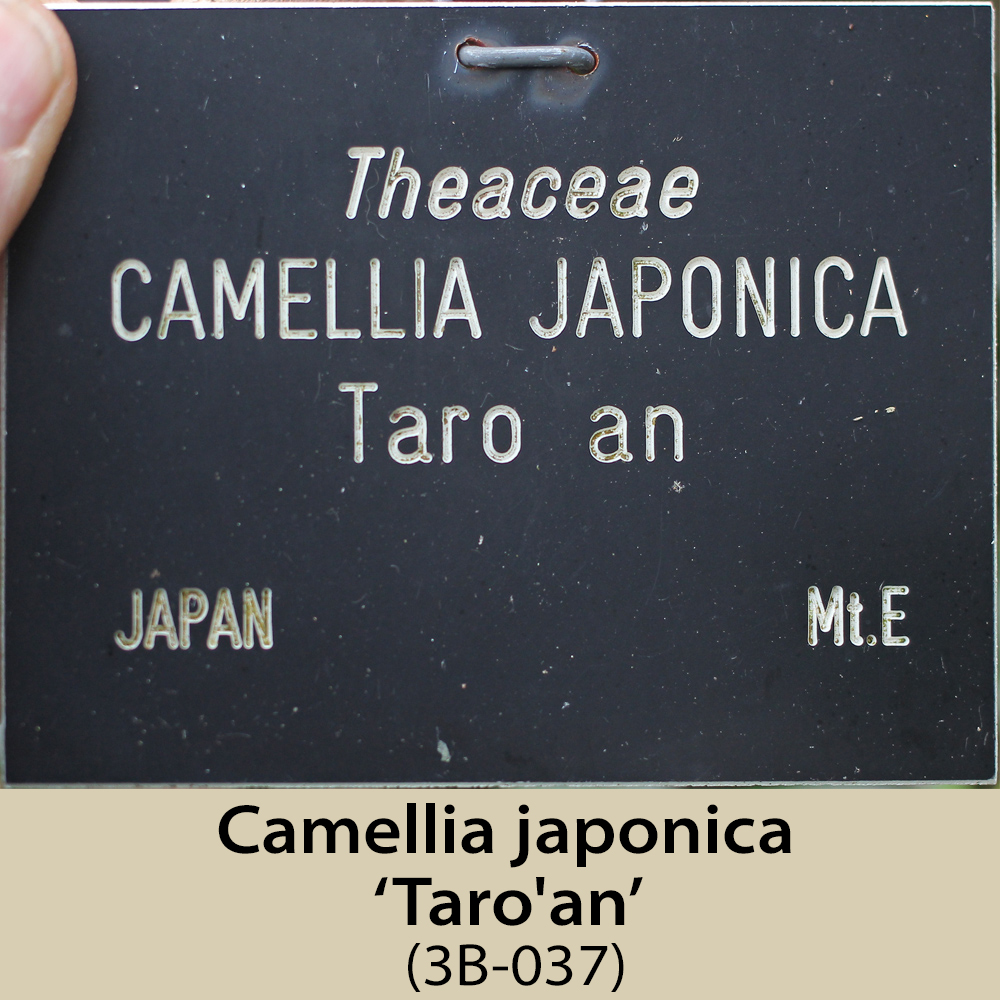 Theaceae
CAMELLIA JAPONICA
Taro an
JAPAN Mt.E
Camellia japonica
‘Taro'an’
(3B-037)